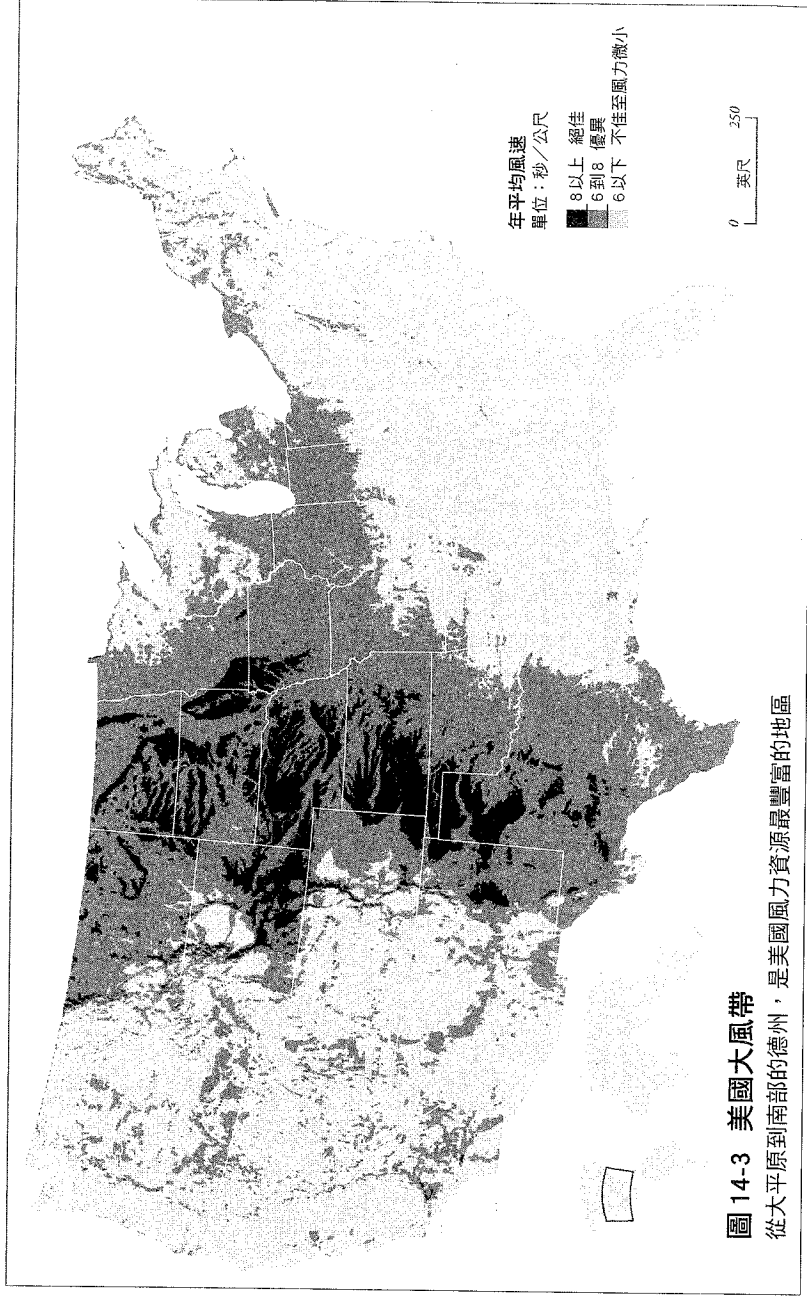 年平均風速
單位：秒／公尺
8以上 絕佳
6到8 優異
6以下 不佳至風力微小
0 250
英尺
圖 14-3 美國大風帶
從大平原到南部的德州，是美國風力資源最豐富的地區